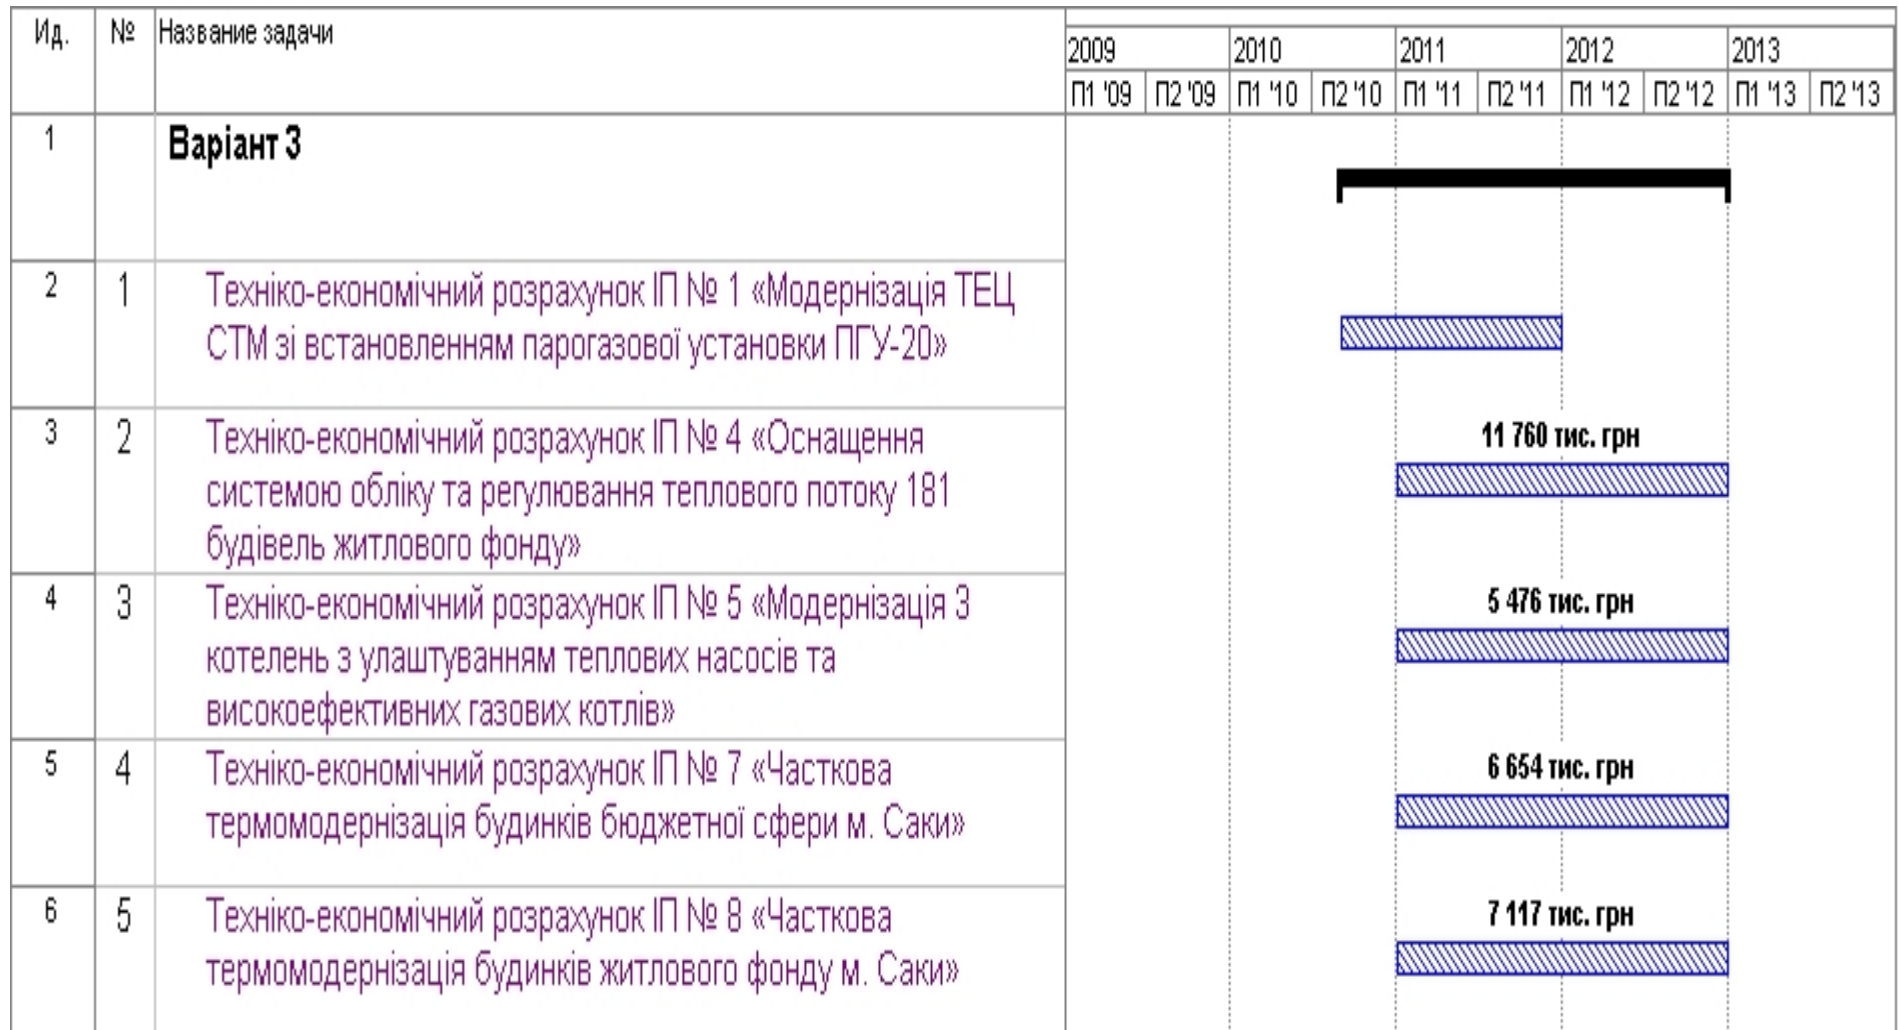 Ид.
№
Название задачи
2009
2010
2011
2012
2013
П1 '09
П2 '09
П1 '10
П2 '10
П1 '11
П2 '11
П1 '12
П2 '12
П1 '13
П2 '13
1
Варіант 3
2
1
Техніко-економічний розрахунок ІП № 1 «Модернізація ТЕЦ
СТМ зі встановленням парогазової установки ПГУ-20»
3
2
Техніко-економічний розрахунок ІП № 4 «Оснащення
системою обліку та регулювання теплового потоку 181
будівель житлового фонду»
11 760 тис. грн
4
3
Техніко-економічний розрахунок ІП № 5 «Модернізація 3
котелень з улаштуванням теплових насосів та
високоефективних газових котлів»
5 476 тис. грн
5
4
Техніко-економічний розрахунок ІП № 7 «Часткова
термомодернізація будинків бюджетної сфери м. Саки»
6 654 тис. грн
6
5
Техніко-економічний розрахунок ІП № 8 «Часткова
термомодернізація будинків житлового фонду м. Саки»
7 117 тис. грн